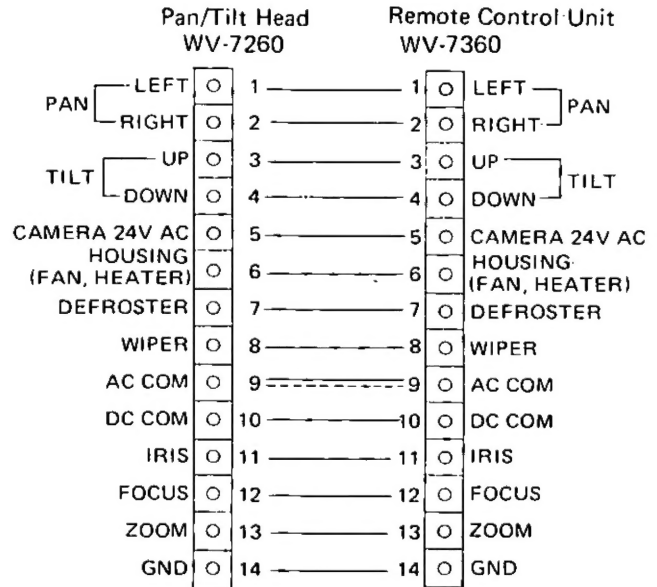 Pan/Tilt Head Remote Control Unit
WV-7260 WV-7360
PAN LEFT 1 1 LEFT PAN
RIGHT 2 2 RIGHT
TILT UP 3 3 UP TILT
DOWN 4 4 DOWN
CAMERA 24V AC 5 5 CAMERA 24V AC
HOUSING HOUSING
(FAN, HEATER) 6 6 (FAN, HEATER)
DEFROSTER 7 7 DEFROSTER
WIPER 8 8 WIPER
AC COM 9 9 AC COM
DC COM 10 10 DC COM
IRIS 11 11 IRIS
FOCUS 12 12 FOCUS
ZOOM 13 13 ZOOM
GND 14 14 GND